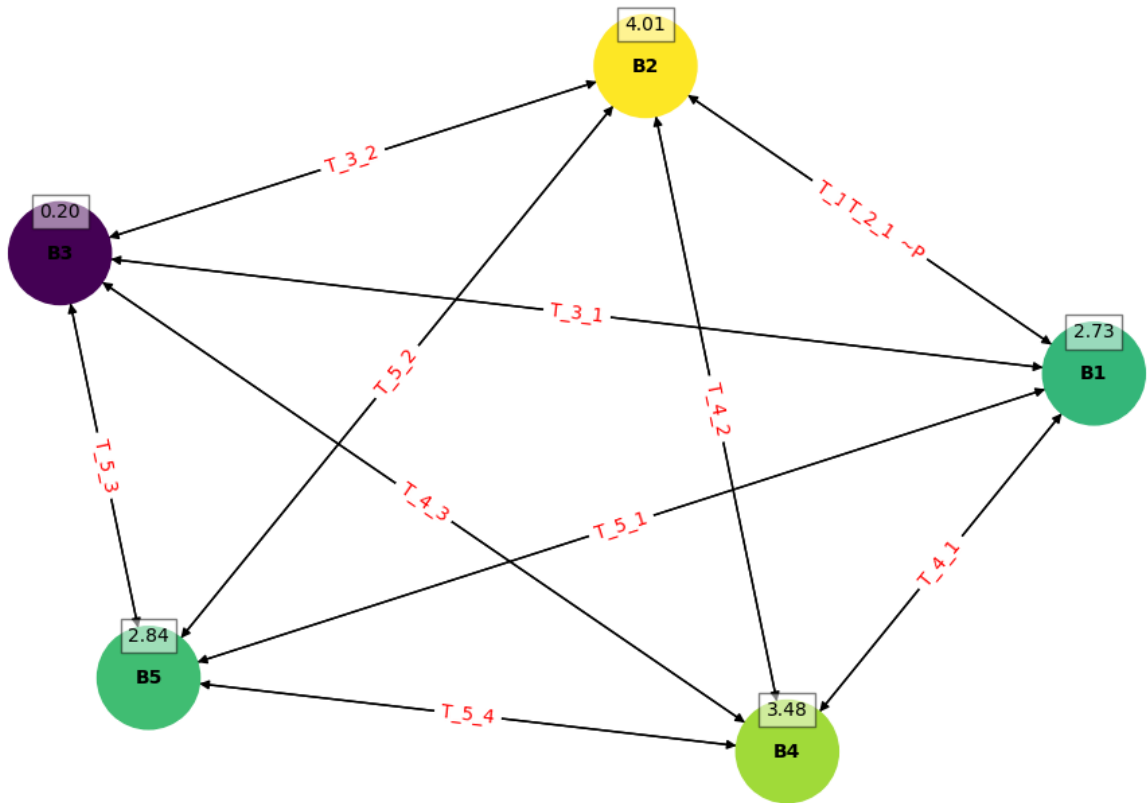 4.01
B2
T_3_2
T_2_1 ~P
0.20
B3
T_3_1
2.73
B1
T_5_2
T_4_2
T_5_3
T_4_3
T_5_1
T_4_1
2.84
B5
T_5_4
3.48
B4